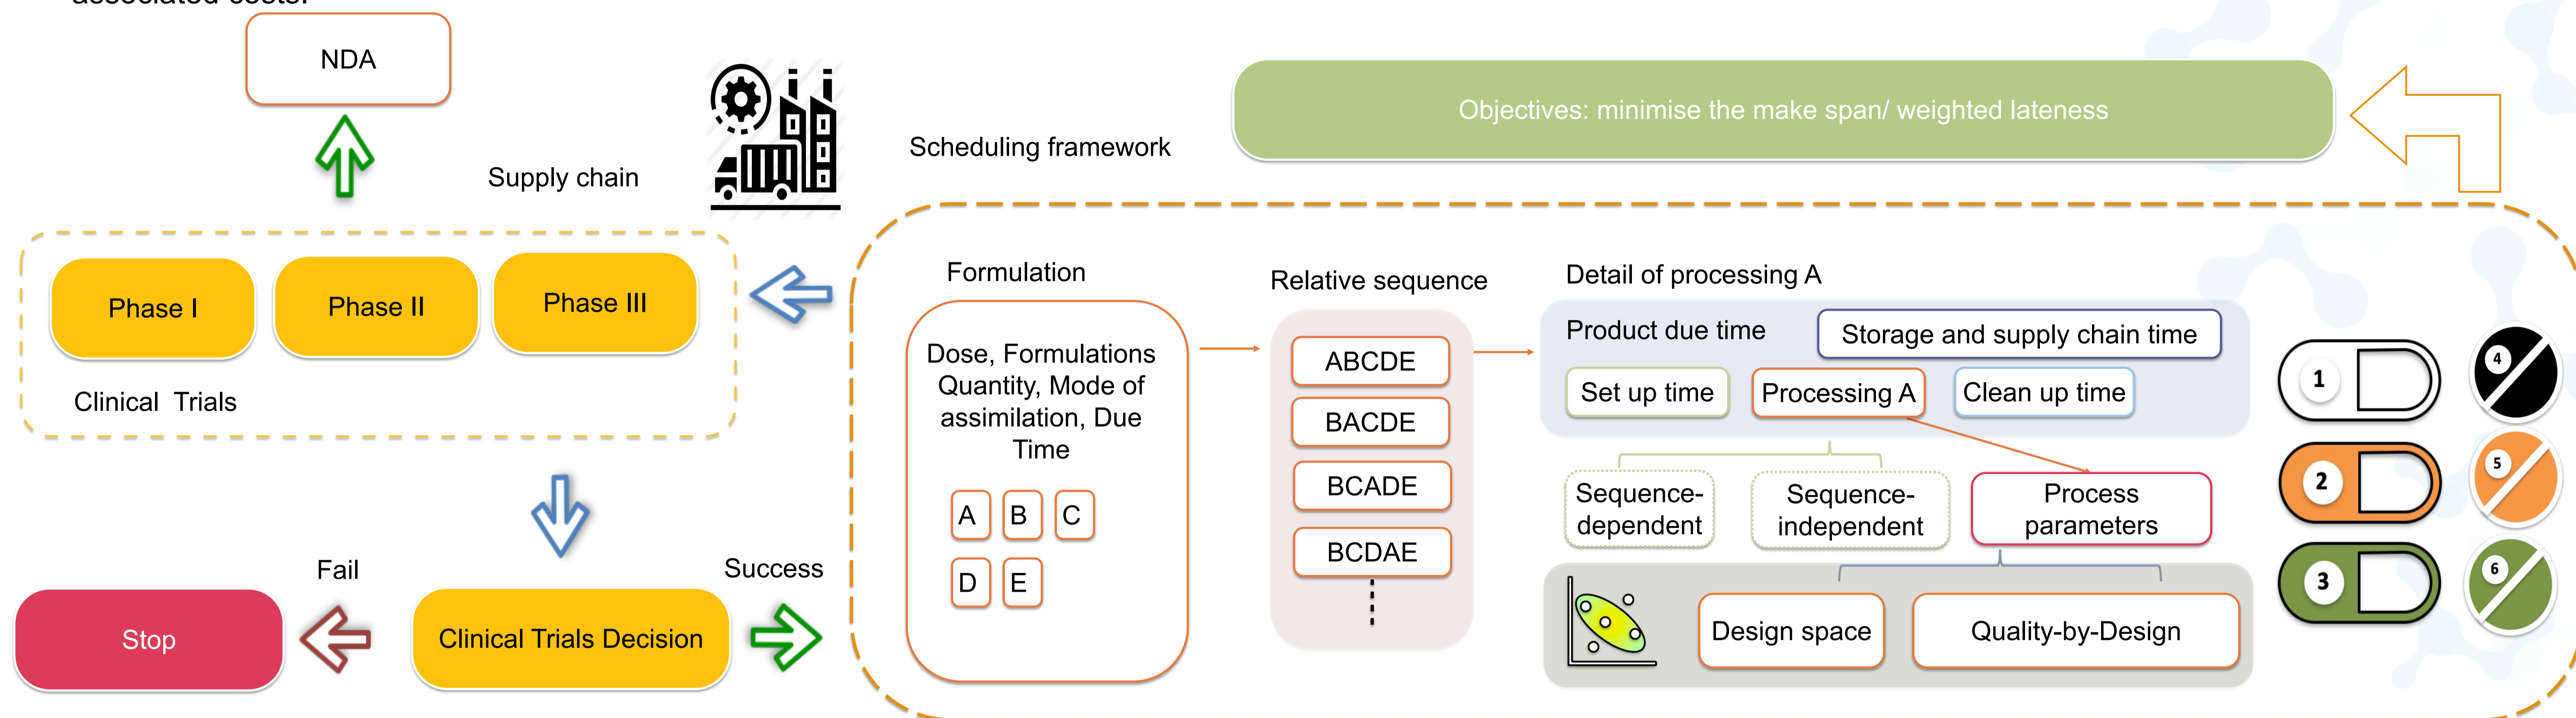 associated costs.
NDA
Supply chain
Phase I
Phase II
Phase III
Clinical Trials
Fail
Success
Stop
Clinical Trials Decision
Scheduling framework
Objectives: minimise the make span/ weighted lateness
Formulation
Dose, Formulations
Quantity, Mode of
assimilation, Due
Time
A B C
D E
Relative sequence
ABCDE
BACDE
BCADE
BCDAE
Detail of processing A
Product due time
Storage and supply chain time
Set up time
Processing A
Clean up time
Sequence-
dependent
Sequence-
independent
Process
parameters
Design space
Quality-by-Design
1
2
3
4
5
6